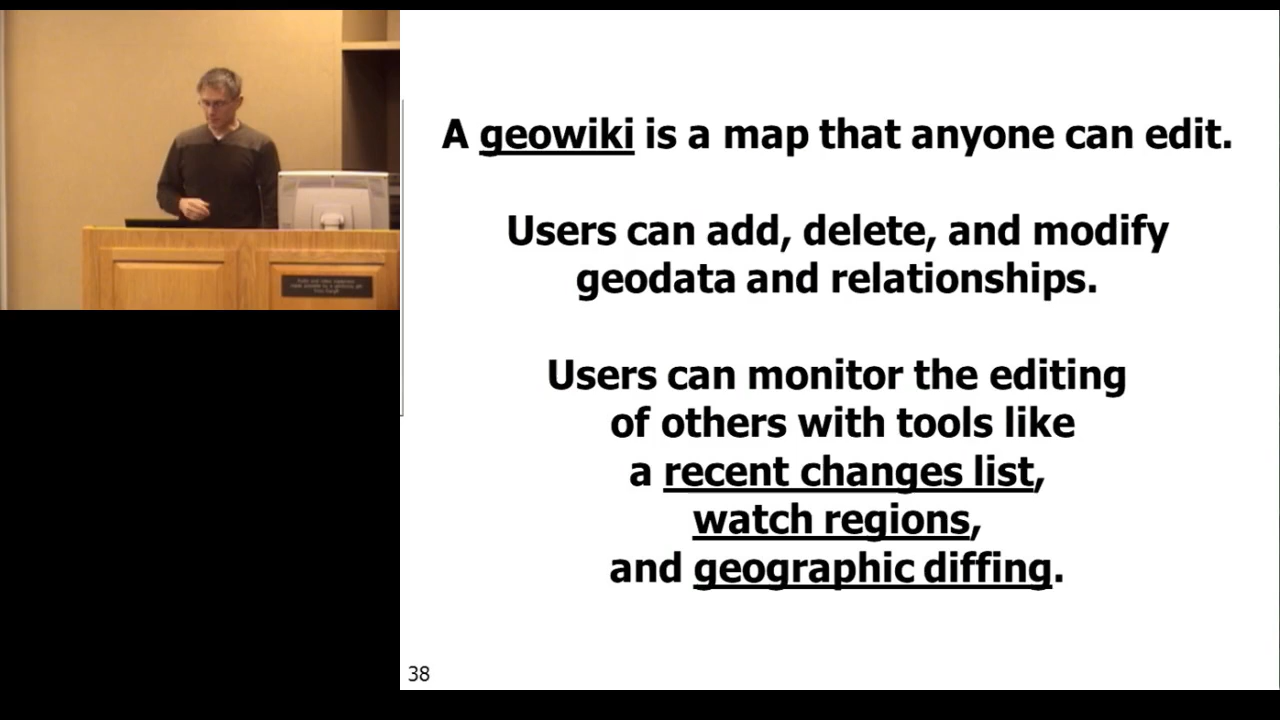 A geowiki is a map that anyone can edit.
Users can add, delete, and modify
geodata and relationships.
Users can monitor the editing
of others with tools like
a recent changes list,
watch regions,
and geographic diffing.
38